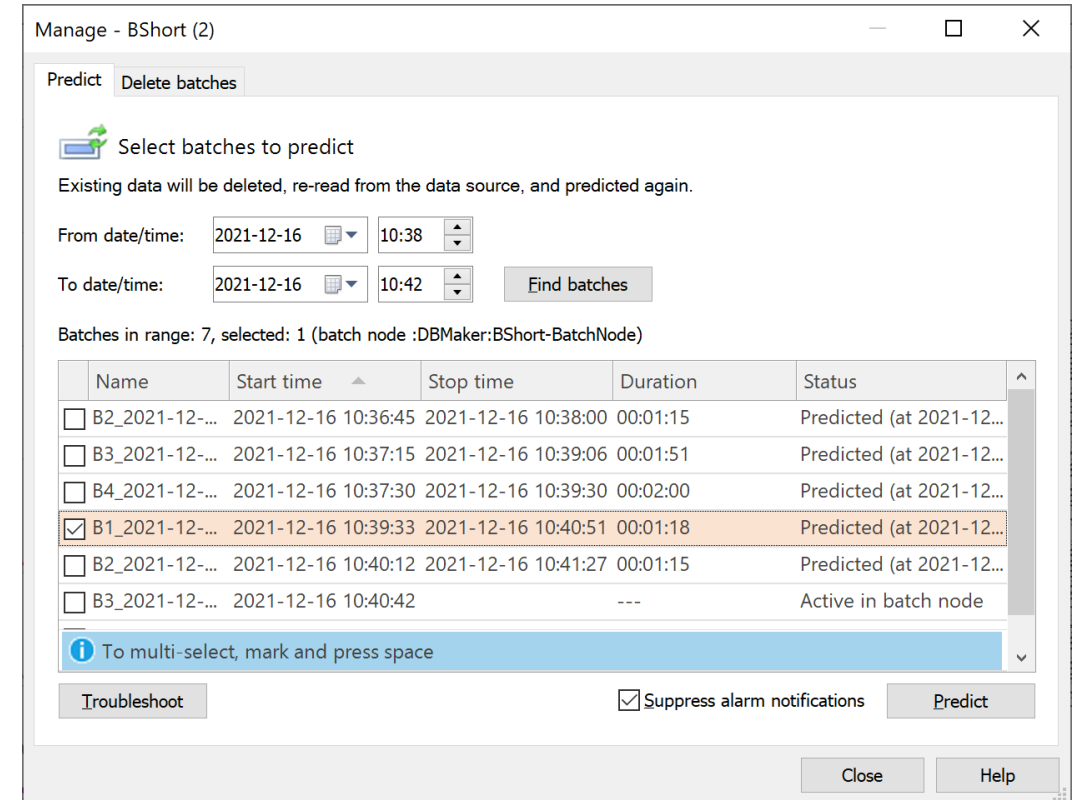 Manage - BShort (2)
Predict Delete batches
Select batches to predict
Existing data will be deleted, re-read from the data source, and predicted again.
From date/time: 2021-12-16 10:38
To date/time: 2021-12-16 10:42 Find batches
Batches in range: 7, selected: 1 (batch node :DBMaker:BShort-BatchNode)
Name Start time Stop time Duration Status
B2_2021-12-... 2021-12-16 10:36:45 2021-12-16 10:38:00 00:01:15 Predicted (at 2021-12...
B3_2021-12-... 2021-12-16 10:37:15 2021-12-16 10:39:06 00:01:51 Predicted (at 2021-12...
B4_2021-12-... 2021-12-16 10:37:30 2021-12-16 10:39:30 00:02:00 Predicted (at 2021-12...
B1_2021-12-... 2021-12-16 10:39:33 2021-12-16 10:40:51 00:01:18 Predicted (at 2021-12...
B2_2021-12-... 2021-12-16 10:40:12 2021-12-16 10:41:27 00:01:15 Predicted (at 2021-12...
B3_2021-12-... 2021-12-16 10:40:42 --- Active in batch node
To multi-select, mark and press space
Troubleshoot Suppress alarm notifications Predict
Close Help